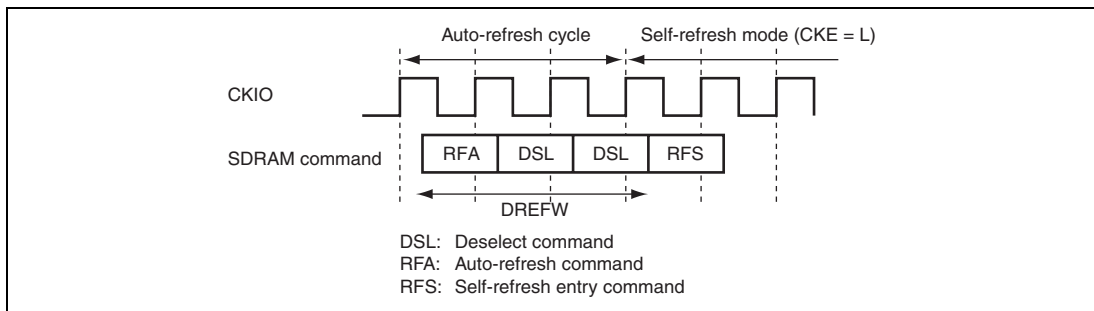 Auto-refresh cycle Self-refresh mode (CKE = L)
CKIO
SDRAM command RFA DSL DSL RFS
DREFW
DSL: Deselect command
RFA: Auto-refresh command
RFS: Self-refresh entry command